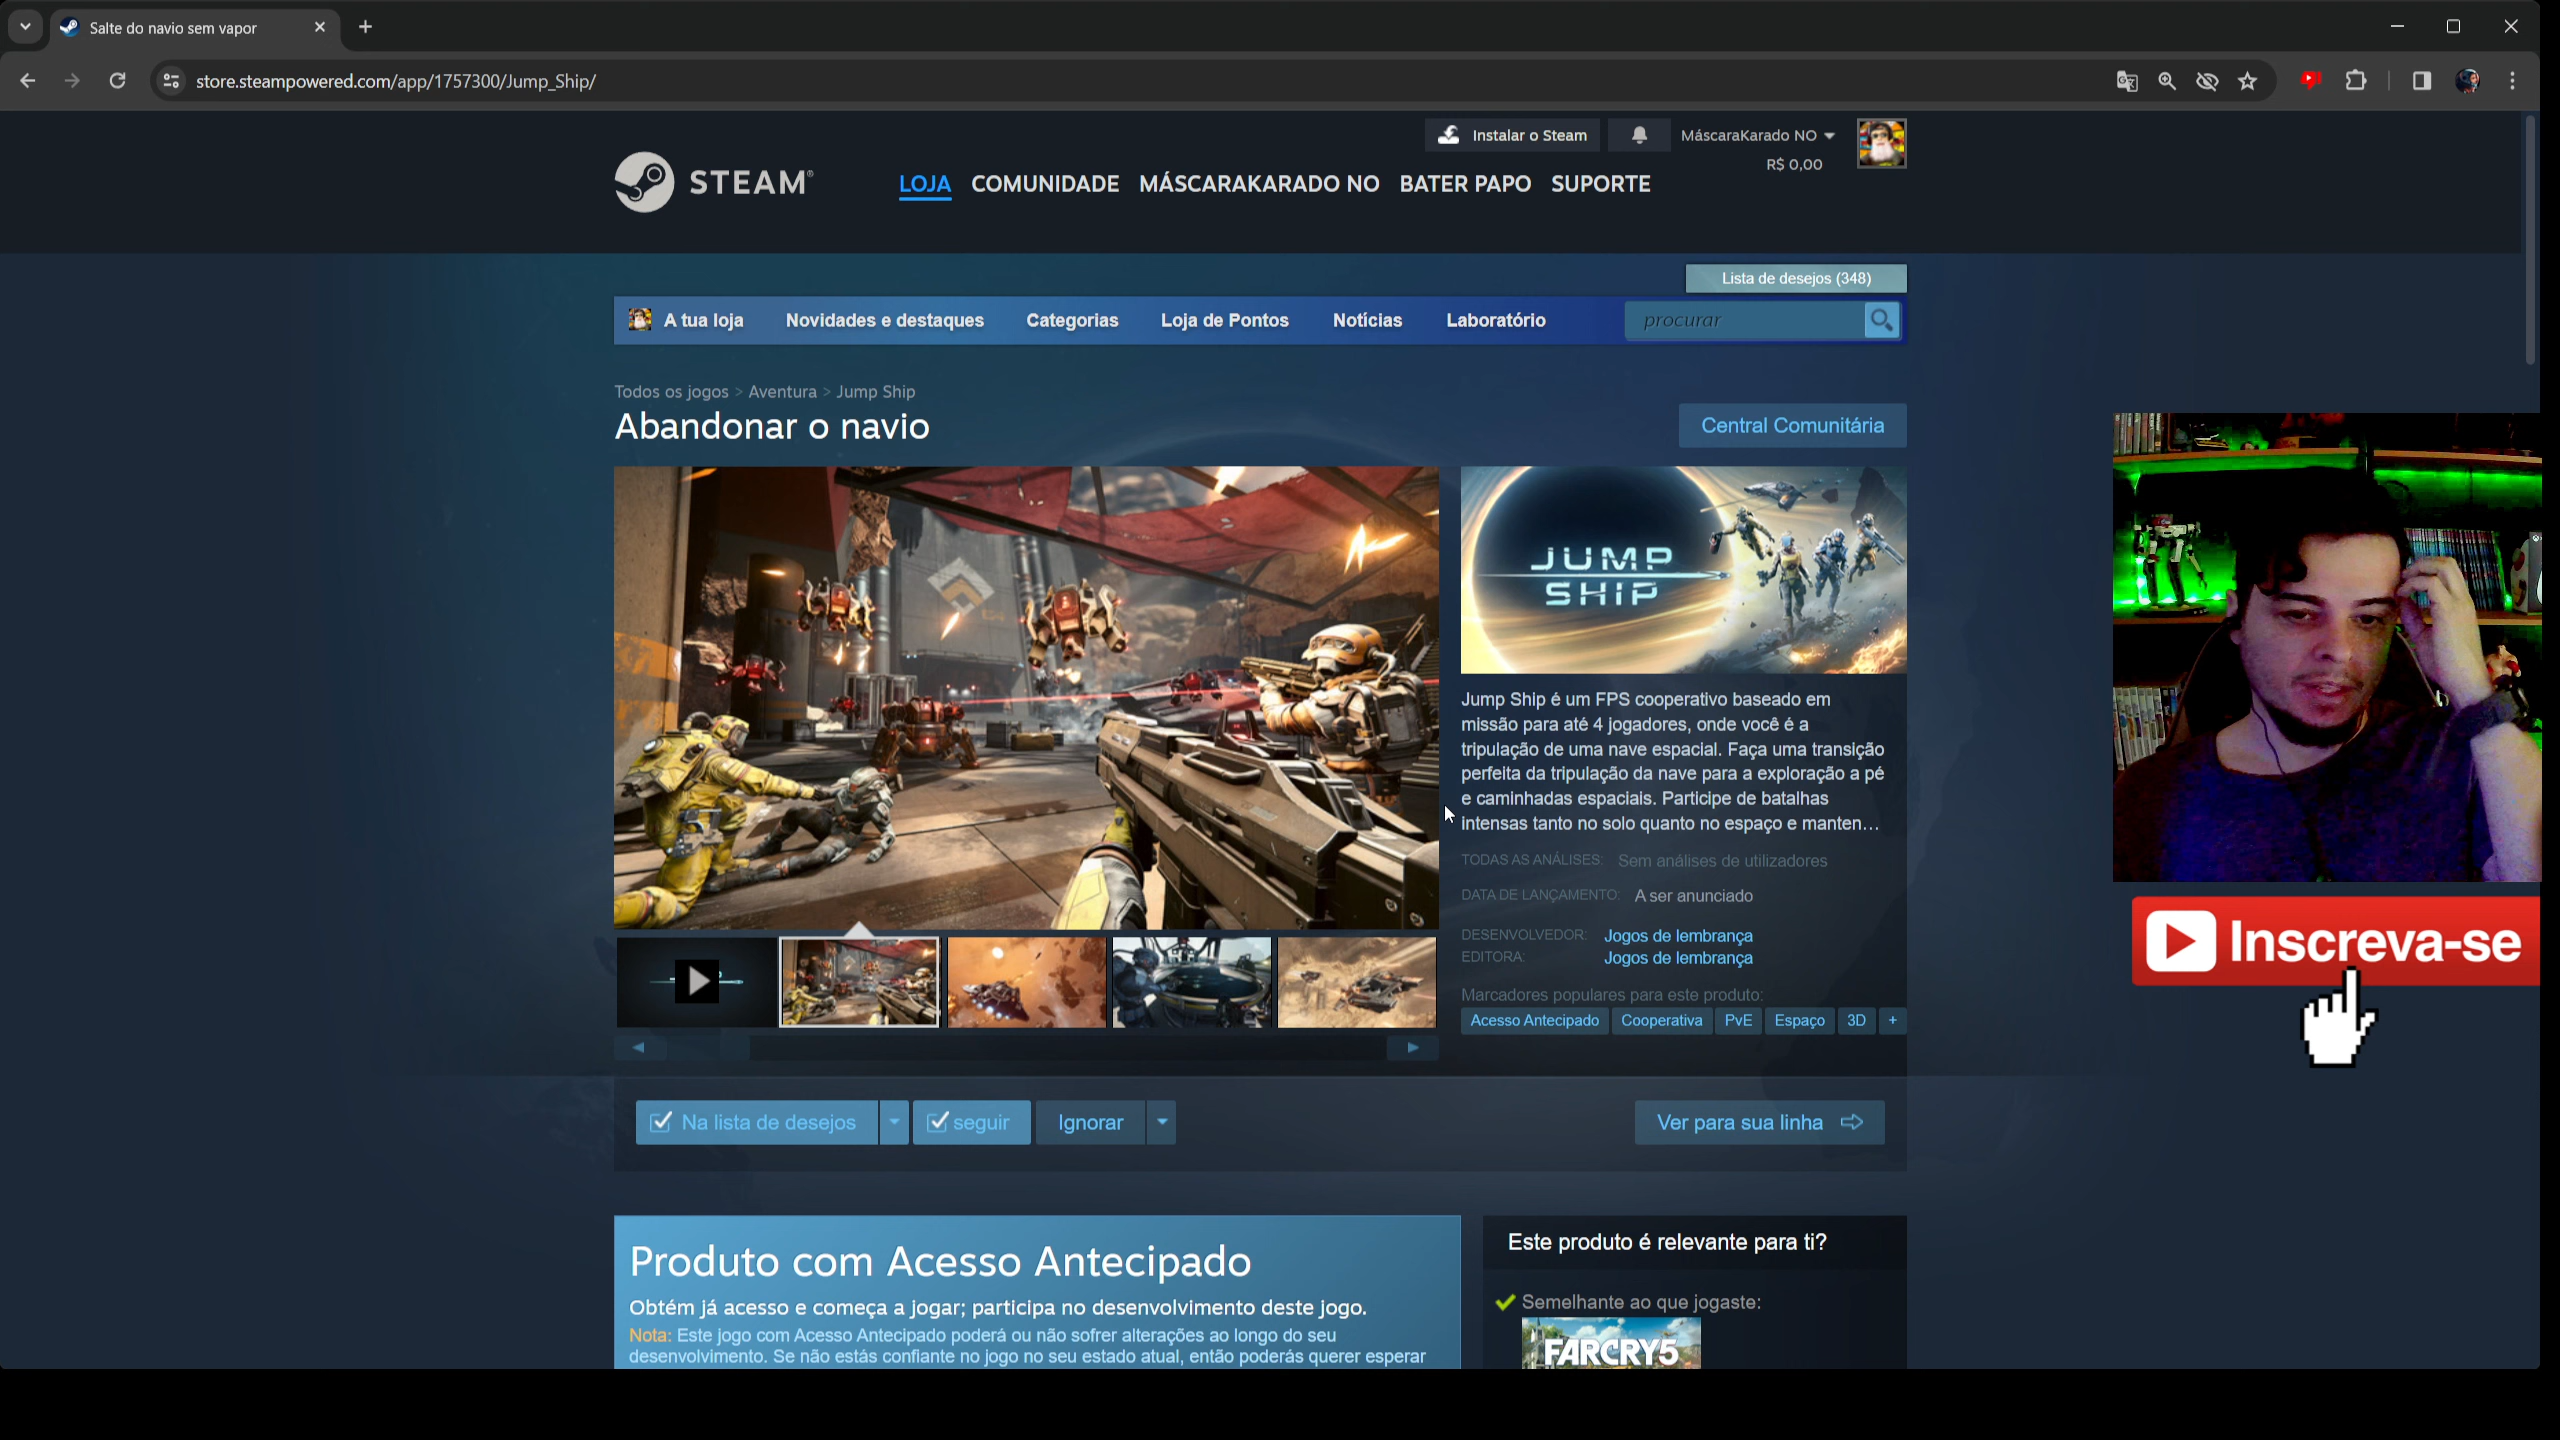 Salte do navio sem vapor
store.steampowered.com/app/1757300/Jump_Ship/
Instalar o Steam
MáscaraKarado NO
R$ 0,00
STEAM®
LOJA COMUNIDADE MÁSCARAKARADO NO BATER PAPO SUPORTE
Lista de desejos (348)
A tua loja Novidades e destaques Categorias Loja de Pontos Notícias Laboratório procurar
Todos os jogos > Aventura > Jump Ship
Abandonar o navio
Central Comunitária
JUMP
SHIP
Jump Ship é um FPS cooperativo baseado em
missão para até 4 jogadores, onde você é a
tripulação de uma nave espacial. Faça uma transição
perfeita da tripulação da nave para a exploração a pé
e caminhadas espaciais. Participe de batalhas
intensas tanto no solo quanto no espaço e manten...
TODAS AS ANÁLISES: Sem análises de utilizadores
DATA DE LANÇAMENTO: A ser anunciado
DESENVOLVEDOR: Jogos de lembrança
EDITORA: Jogos de lembrança
Marcadores populares para este produto:
Acesso Antecipado Cooperativa PvE Espaço 3D +
Inscreva-se
Na lista de desejos seguir Ignorar Ver para sua linha
Produto com Acesso Antecipado
Obtém já acesso e começa a jogar; participa no desenvolvimento deste jogo.
Nota: Este jogo com Acesso Antecipado poderá ou não sofrer alterações ao longo do seu
desenvolvimento. Se não estás confiante no jogo no seu estado atual, então poderás querer esperar
Este produto é relevante para ti?
Semelhante ao que jogaste:
FARCRY5